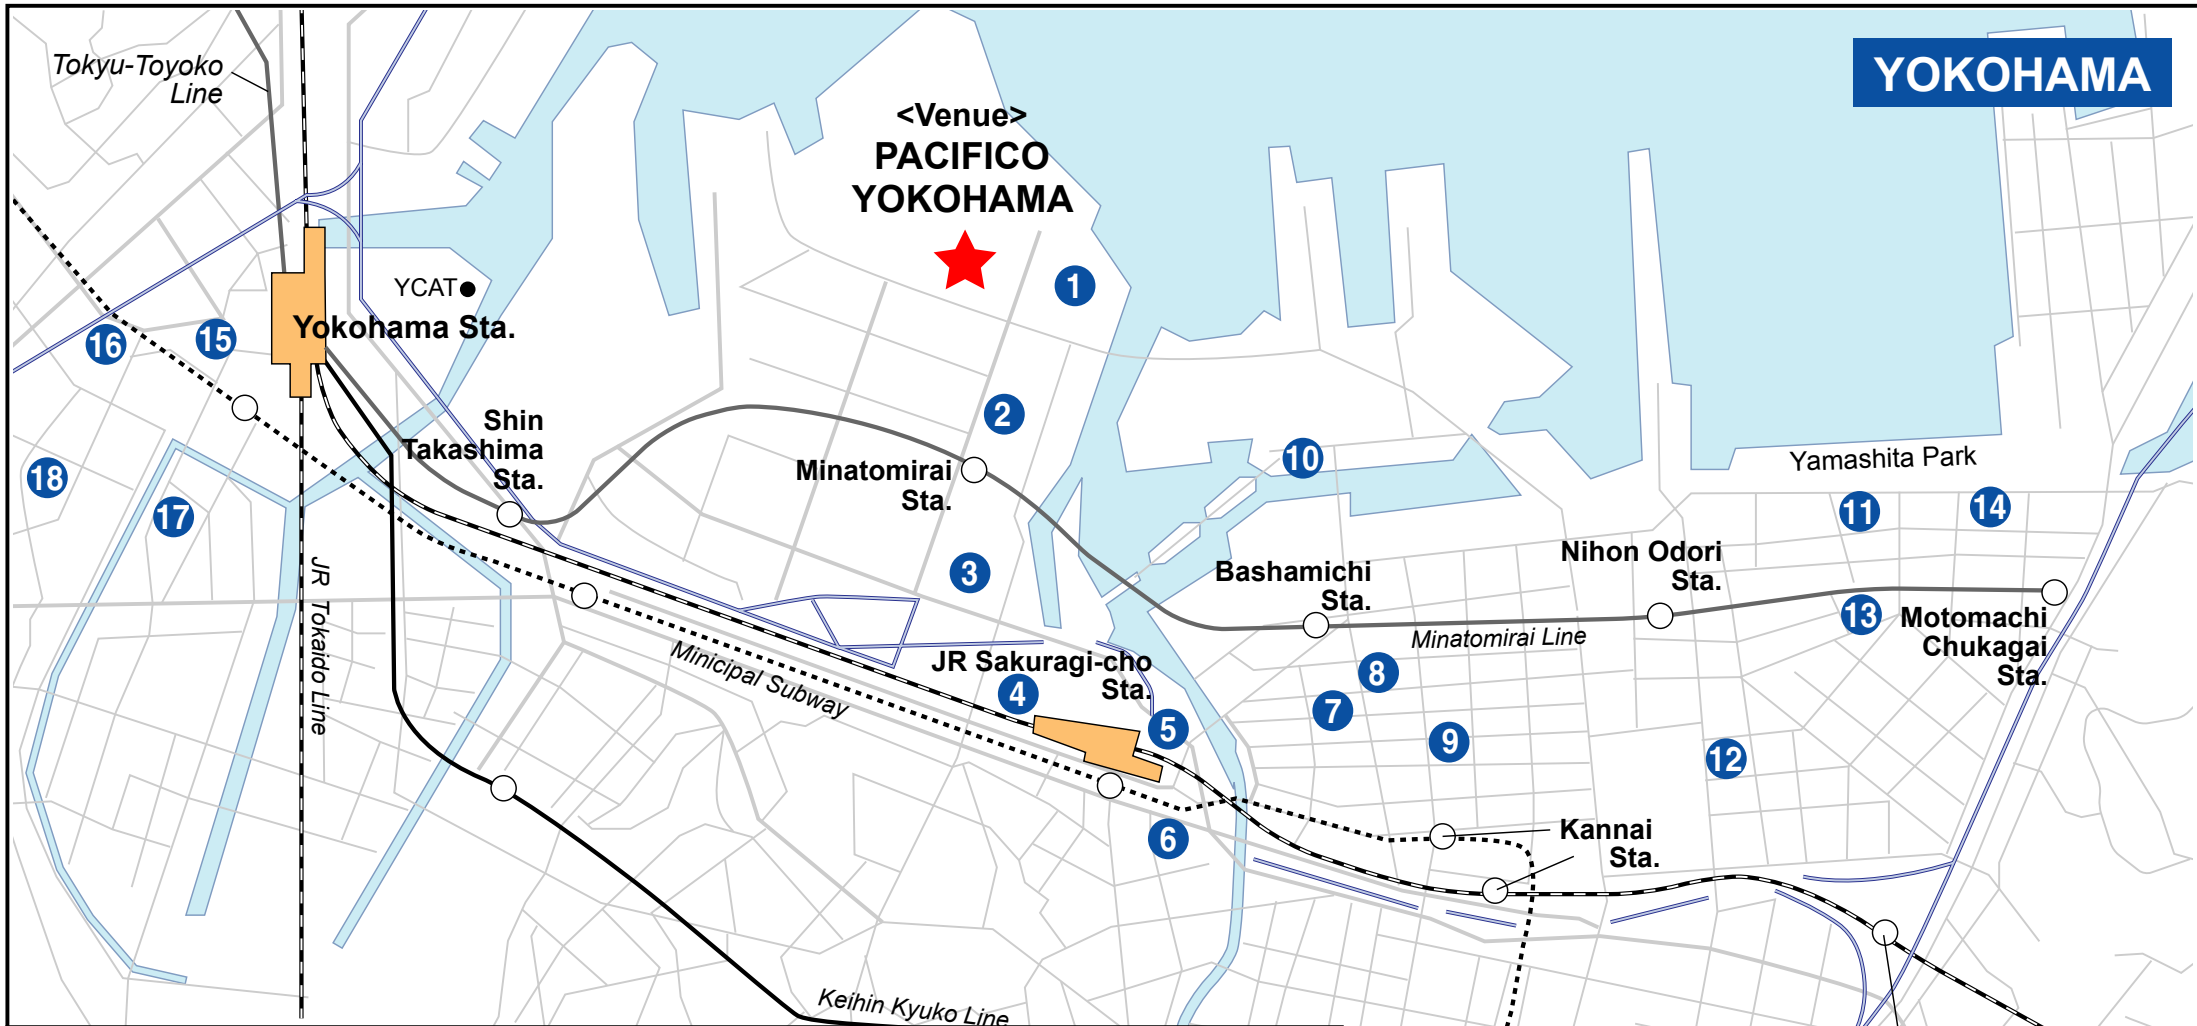 YOKOHAMA
Tokyu-Toyoko
Line
<Venue>
PACIFICO
YOKOHAMA
1
YCAT
Yokohama Sta.
16
15
2
Shin
Takashima
Sta.
Minatomirai
Sta.
10
Yamashita Park
18
17
11
14
3
JR Tokaido Line
Bashamichi
Sta.
Nihon Odori
Sta.
13
Motomachi
Chukagai
Sta.
Minatomirai Line
Minicipal Subway
JR Sakuragi-cho
Sta.
4
5
8
7
9
12
6
Kannai
Sta.
Keihin Kyuko Line